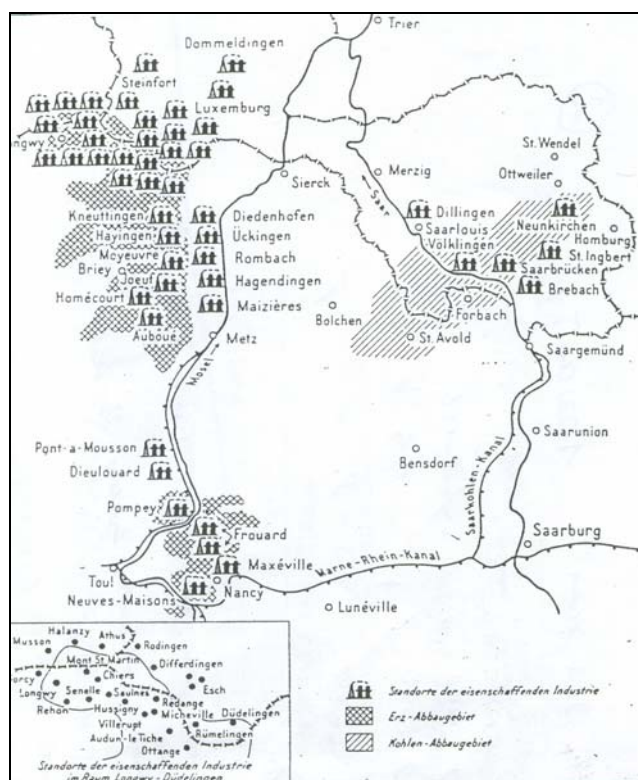 Trier
Dommeldingen
Steinfort
Luxemburg
St. Wendel
Ottweiler
Merzig
Sierck
Saar
Dillingen
Saarlouis
Völklingen
Neunkirchen
Homburg
St. Ingbert
Saarbrücken
Brebach
Kneuttingen
Diedenhofen
Hayingen
Ückingen
Moyeuvre
Rombach
Briey
Joeuf
Hagendingen
Homécourt
Maizières
Auboué
Bolchen
Forbach
St. Avold
Metz
Mosel
Saargemünd
Pont-a-Mousson
Dieulouard
Saarunion
Bensdorf
Saarkohlen-Kanal
Pompey
Frouard
Saarburg
Maxéville
Marne-Rhein-Kanal
Toul
Nancy
Neuves-Maisons
Lunéville
Halanzy
Athus
Musson
Rodingen
Mont St. Martin
Differdingen
Chiers
Longwy
Senelle
Saulnes
Esch
Redange
Rehon
Hussigny
Micheville
Düdelingen
Villerupt
Rümelingen
Audun-le-Tiche
Ottange
Standorte der eisenschaffenden Industrie
im Raum Longwy - Düdelingen
Standorte der eisenschaffenden Industrie
Erz-Abbaugebiet
Kohlen-Abbaugebiet